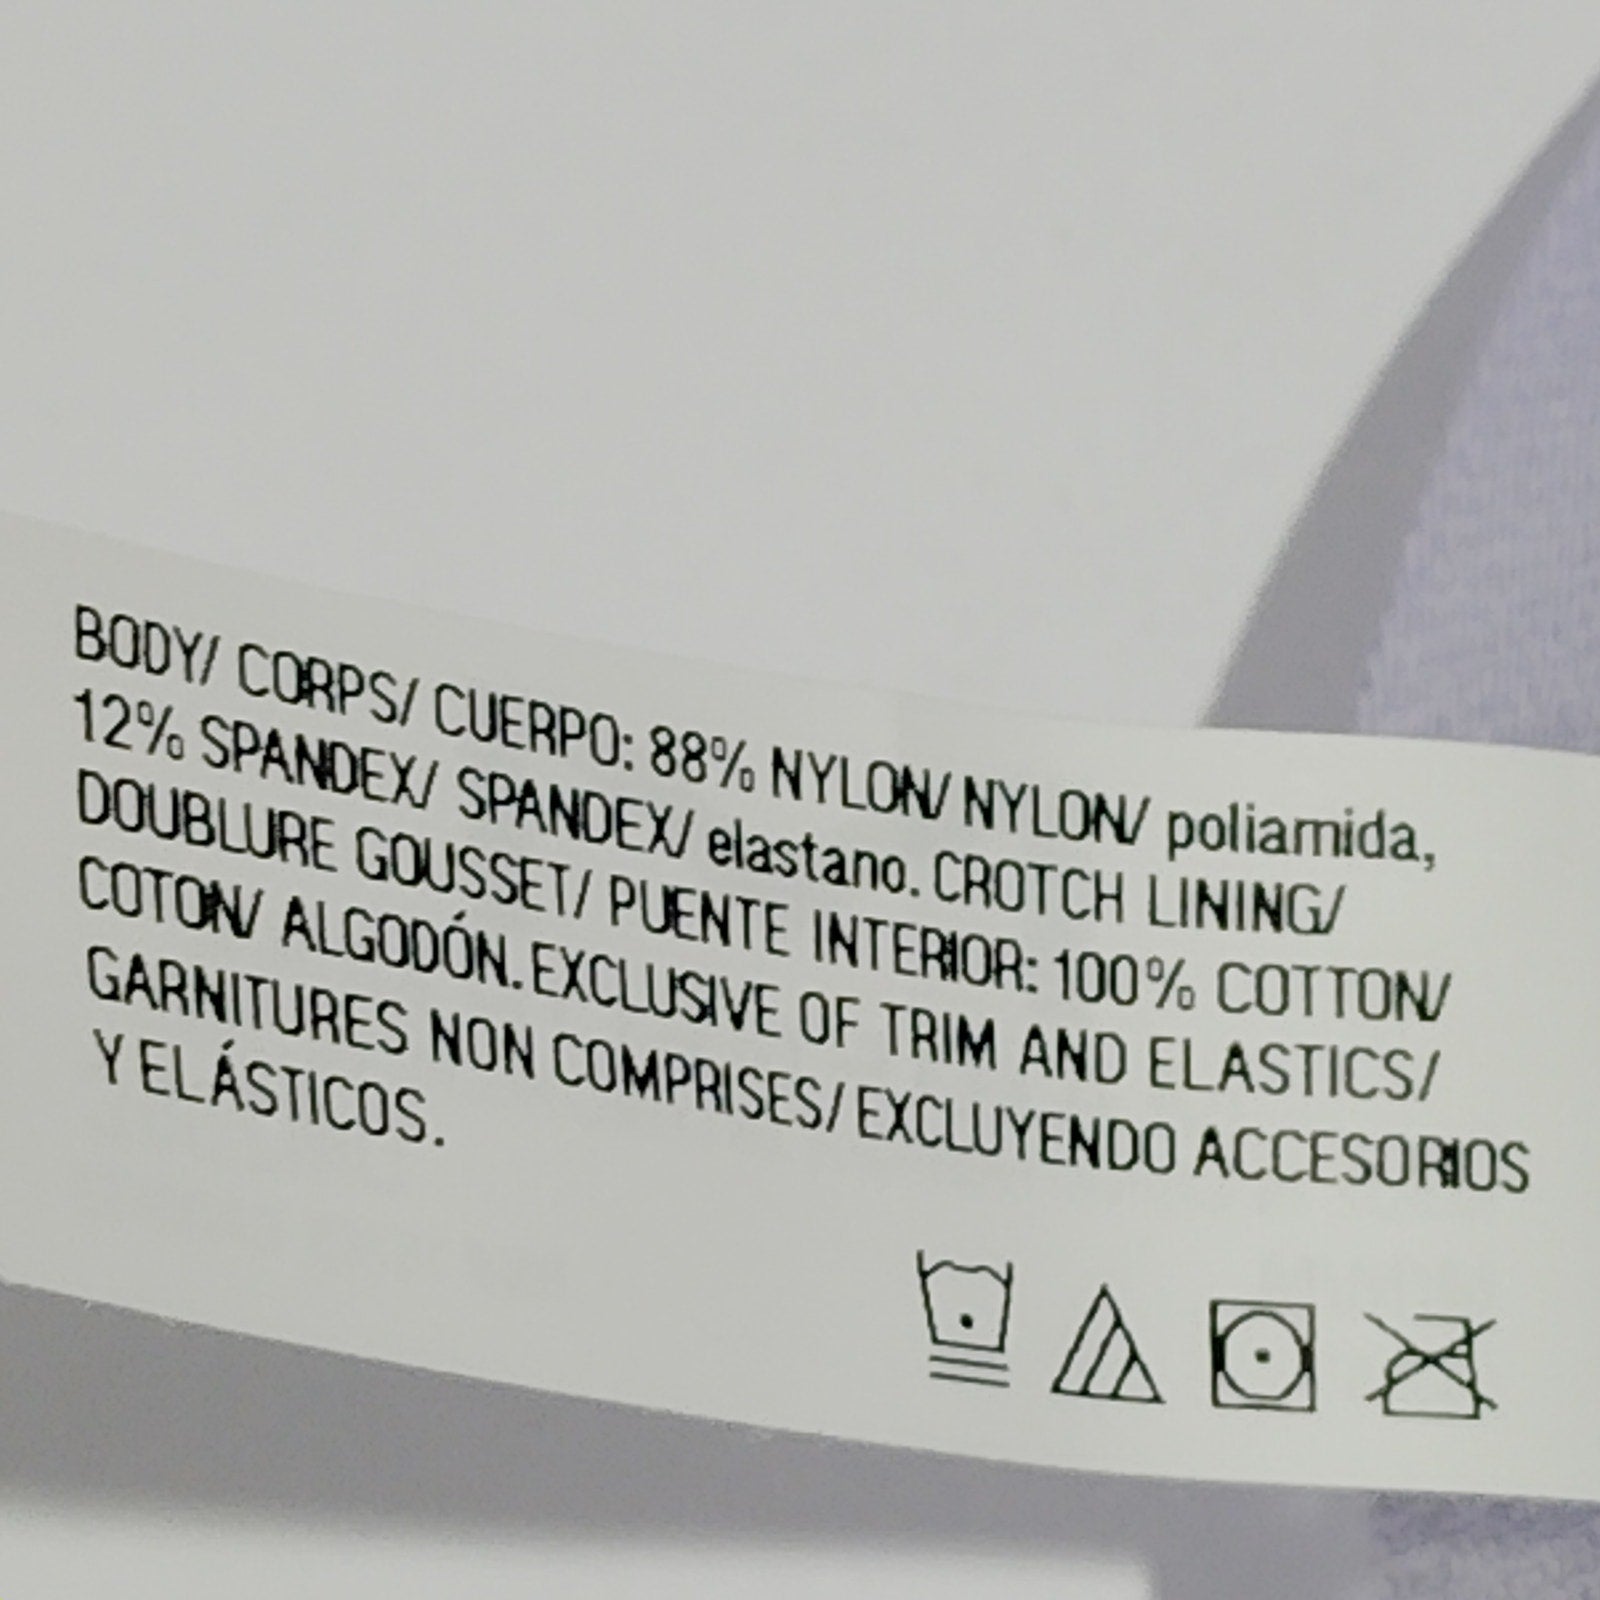 BODY/ CORPS/ CUERPO: 88% NYLON/ NYLON/ poliamida,
12% SPANDEX/ SPANDEX/ elastano. CROTCH LINING/
DOUBLURE GOUSSET/ PUENTE INTERIOR: 100% COTTON/
COTON/ ALGODÓN. EXCLUSIVE OF TRIM AND ELASTICS/
GARNITURES NON COMPRISES/ EXCLUYENDO ACCESORIOS
Y ELÁSTICOS.